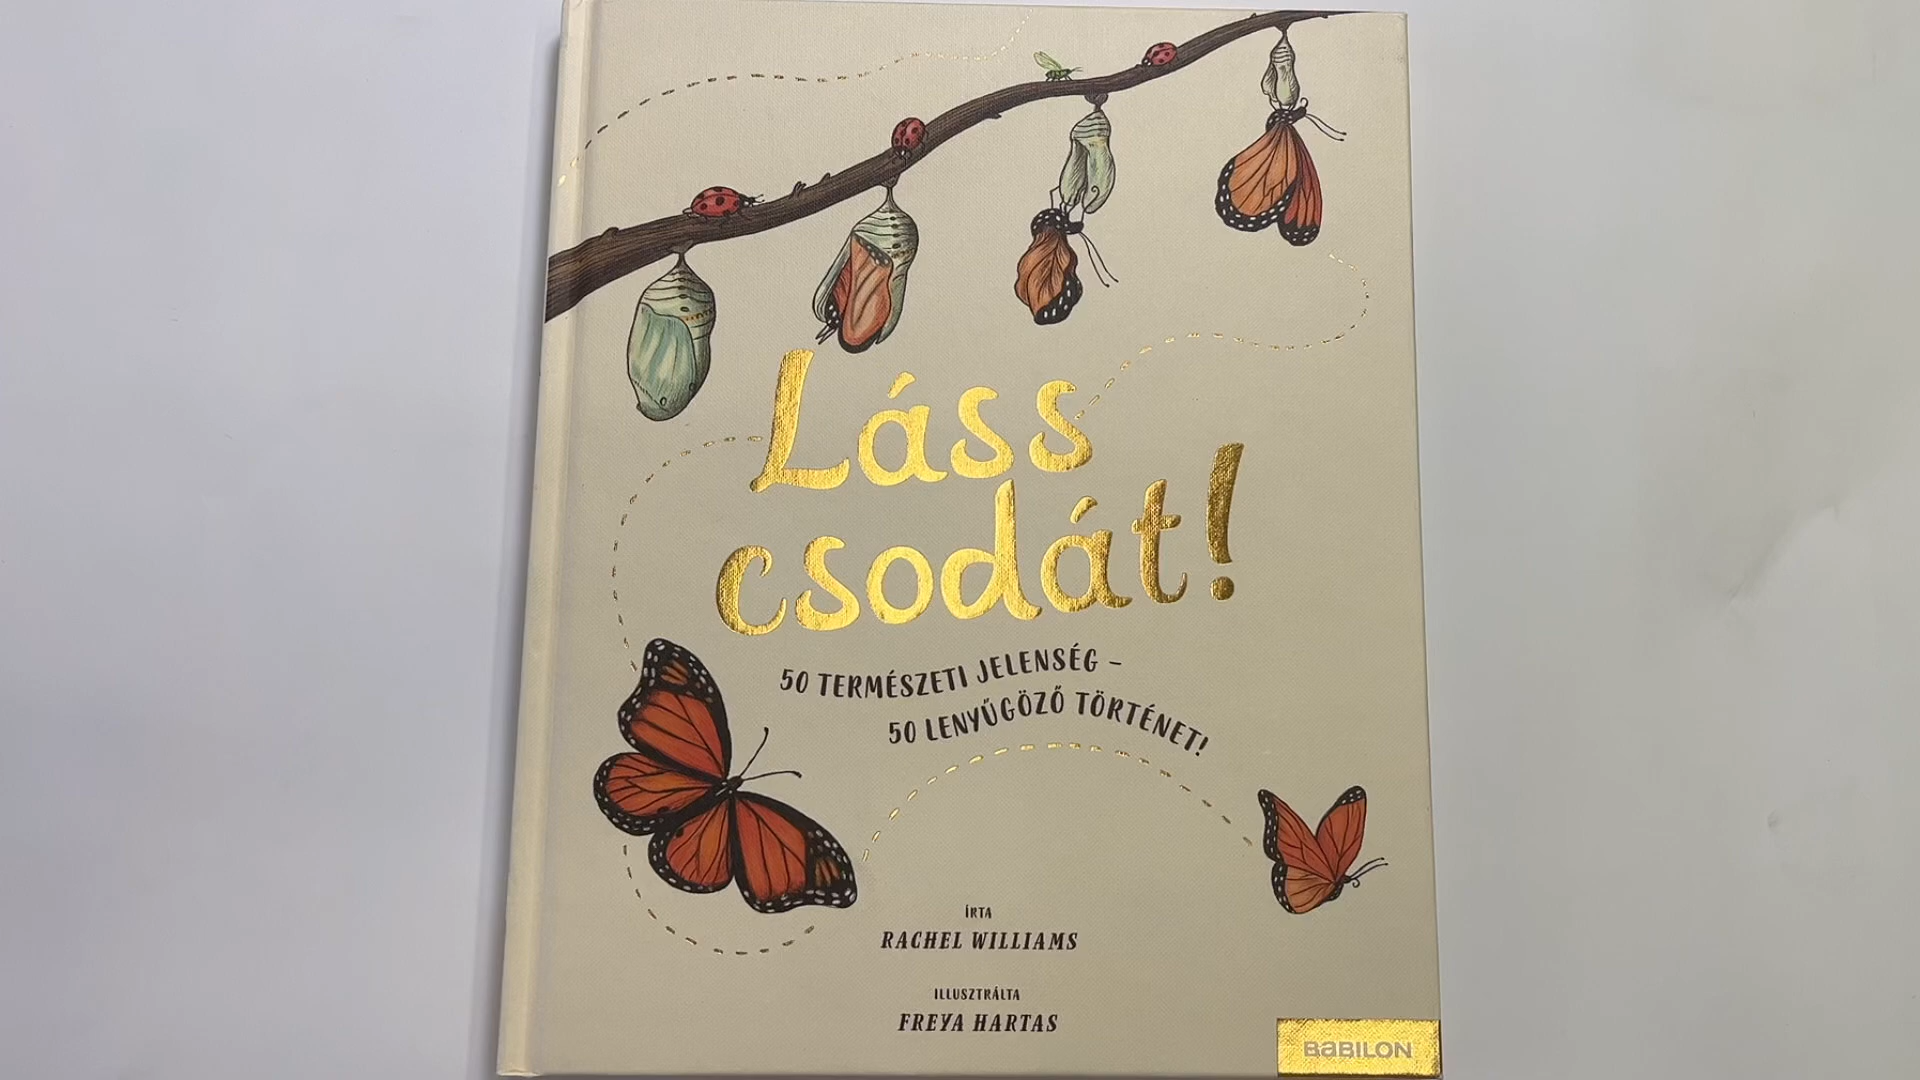 Láss
csodát!
50 TERMÉSZETI JELENSÉG –
50 LENYŰGÖZŐ TÖRTÉNET!
ÍRTA
RACHEL WILLIAMS
ILLUSZTRÁLTA
FREYA HARTAS
BABILON